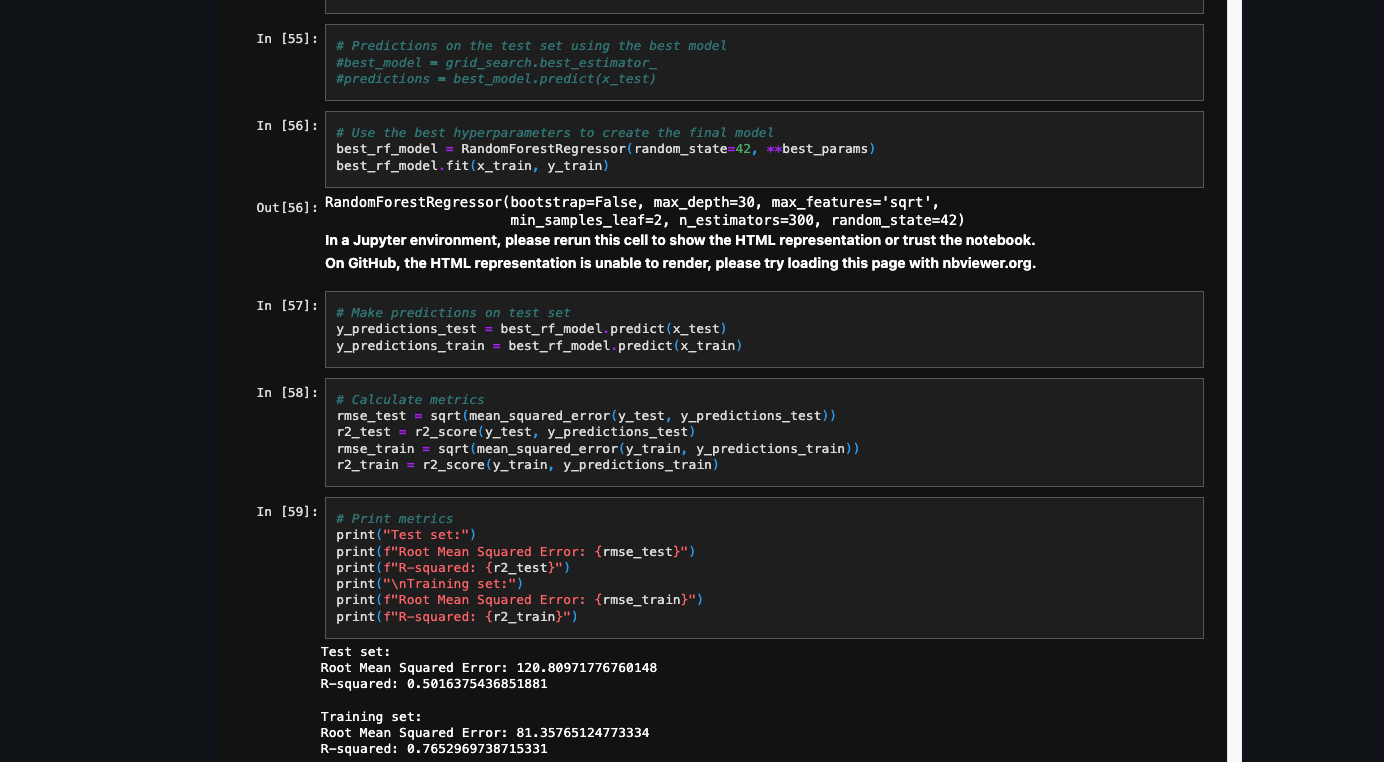 In [55]:
# Predictions on the test set using the best model
#best_model = grid_search.best_estimator_
#predictions = best_model.predict(x_test)
In [56]:
# Use the best hyperparameters to create the final model
best_rf_model = RandomForestRegressor(random_state=42, **best_params)
best_rf_model.fit(x_train, y_train)
Out[56]:
RandomForestRegressor(bootstrap=False, max_depth=30, max_features='sqrt',
min_samples_leaf=2, n_estimators=300, random_state=42)
In a Jupyter environment, please rerun this cell to show the HTML representation or trust the notebook.
On GitHub, the HTML representation is unable to render, please try loading this page with nbviewer.org.
In [57]:
# Make predictions on test set
y_predictions_test = best_rf_model.predict(x_test)
y_predictions_train = best_rf_model.predict(x_train)
In [58]:
# Calculate metrics
rmse_test = sqrt(mean_squared_error(y_test, y_predictions_test))
r2_test = r2_score(y_test, y_predictions_test)
rmse_train = sqrt(mean_squared_error(y_train, y_predictions_train))
r2_train = r2_score(y_train, y_predictions_train)
In [59]:
# Print metrics
print("Test set:")
print(f"Root Mean Squared Error: {rmse_test}")
print(f"R-squared: {r2_test}")
print("\nTraining set:")
print(f"Root Mean Squared Error: {rmse_train}")
print(f"R-squared: {r2_train}")
Test set:
Root Mean Squared Error: 120.80971776760148
R-squared: 0.5016375436851881
Training set:
Root Mean Squared Error: 81.35765124773334
R-squared: 0.7652969738715331